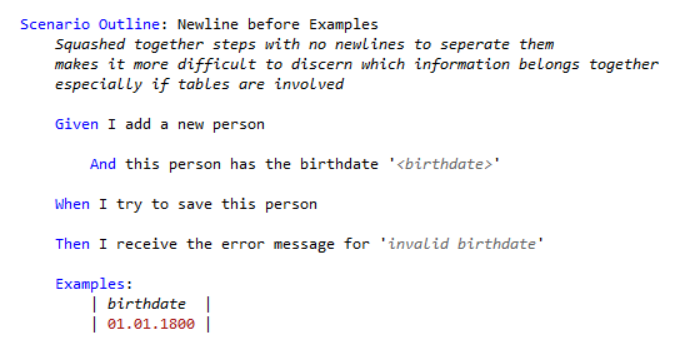 Scenario Outline: Newline before Examples
Squashed together steps with no newlines to seperate them
makes it more difficult to discern which information belongs together
especially if tables are involved
Given I add a new person
And this person has the birthdate '<birthdate>'
When I try to save this person
Then I receive the error message for 'invalid birthdate'
Examples:
| birthdate |
| 01.01.1800 |